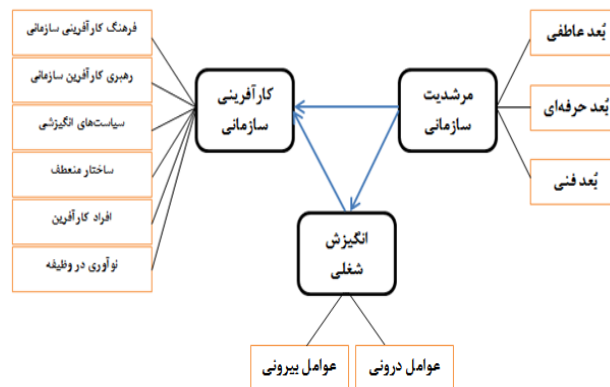 بُعد عاطفی
بُعد حرفه‌ای
بُعد فنی
مرشدیت
سازمانی
کارآفرینی
سازمانی
فرهنگ کارآفرینی سازمانی
رهبری کارآفرین سازمانی
سیاست‌های انگیزشی
ساختار منعطف
افراد کارآفرین
نوآوری در وظیفه
انگیزش
شغلی
عوامل درونی
عوامل بیرونی